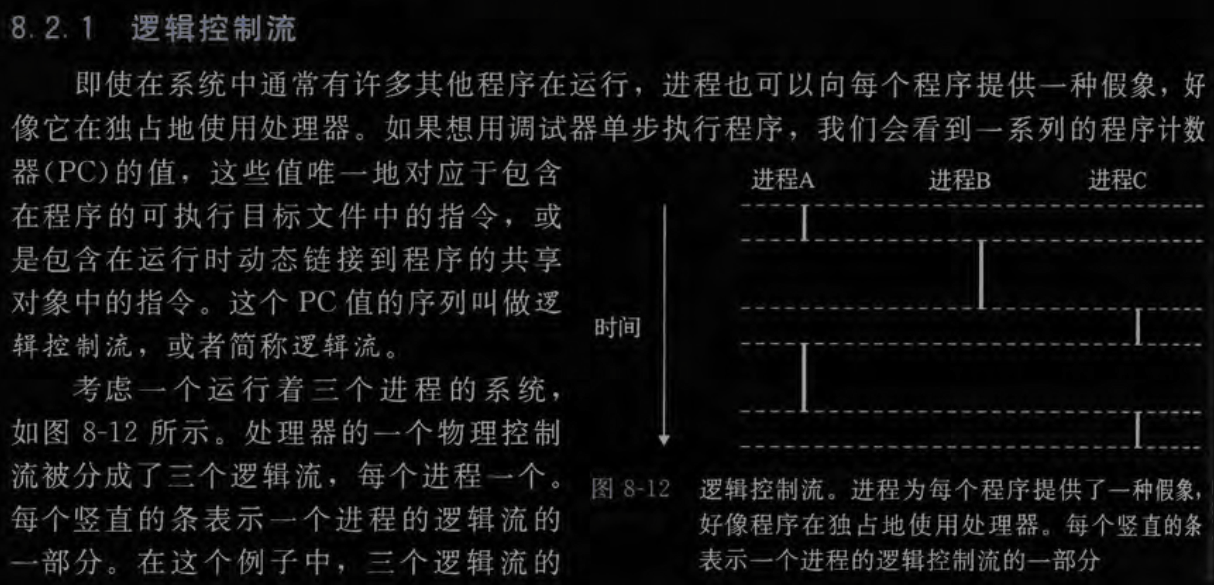 8.2.1 逻辑控制流
即使在系统中通常有许多其他程序在运行，进程也可以向每个程序提供一种假象，好
像它在独占地使用处理器。如果想用调试器单步执行程序，我们会看到一系列的程序计数
器(PC)的值，这些值唯一地对应于包含
在程序的可执行目标文件中的指令，或
是包含在运行时动态链接到程序的共享
对象中的指令。这个 PC 值的序列叫做逻
辑控制流，或者简称逻辑流。
考虑一个运行着三个进程的系统，
如图 8-12 所示。处理器的一个物理控制
流被分成了三个逻辑流，每个进程一个。
每个竖直的条表示一个进程的逻辑流的
一部分。在这个例子中，三个逻辑流的
进程A 进程B 进程C
时间
图 8-12 逻辑控制流。进程为每个程序提供了一种假象，
好像程序在独占地使用处理器。每个竖直的条
表示一个进程的逻辑控制流的一部分